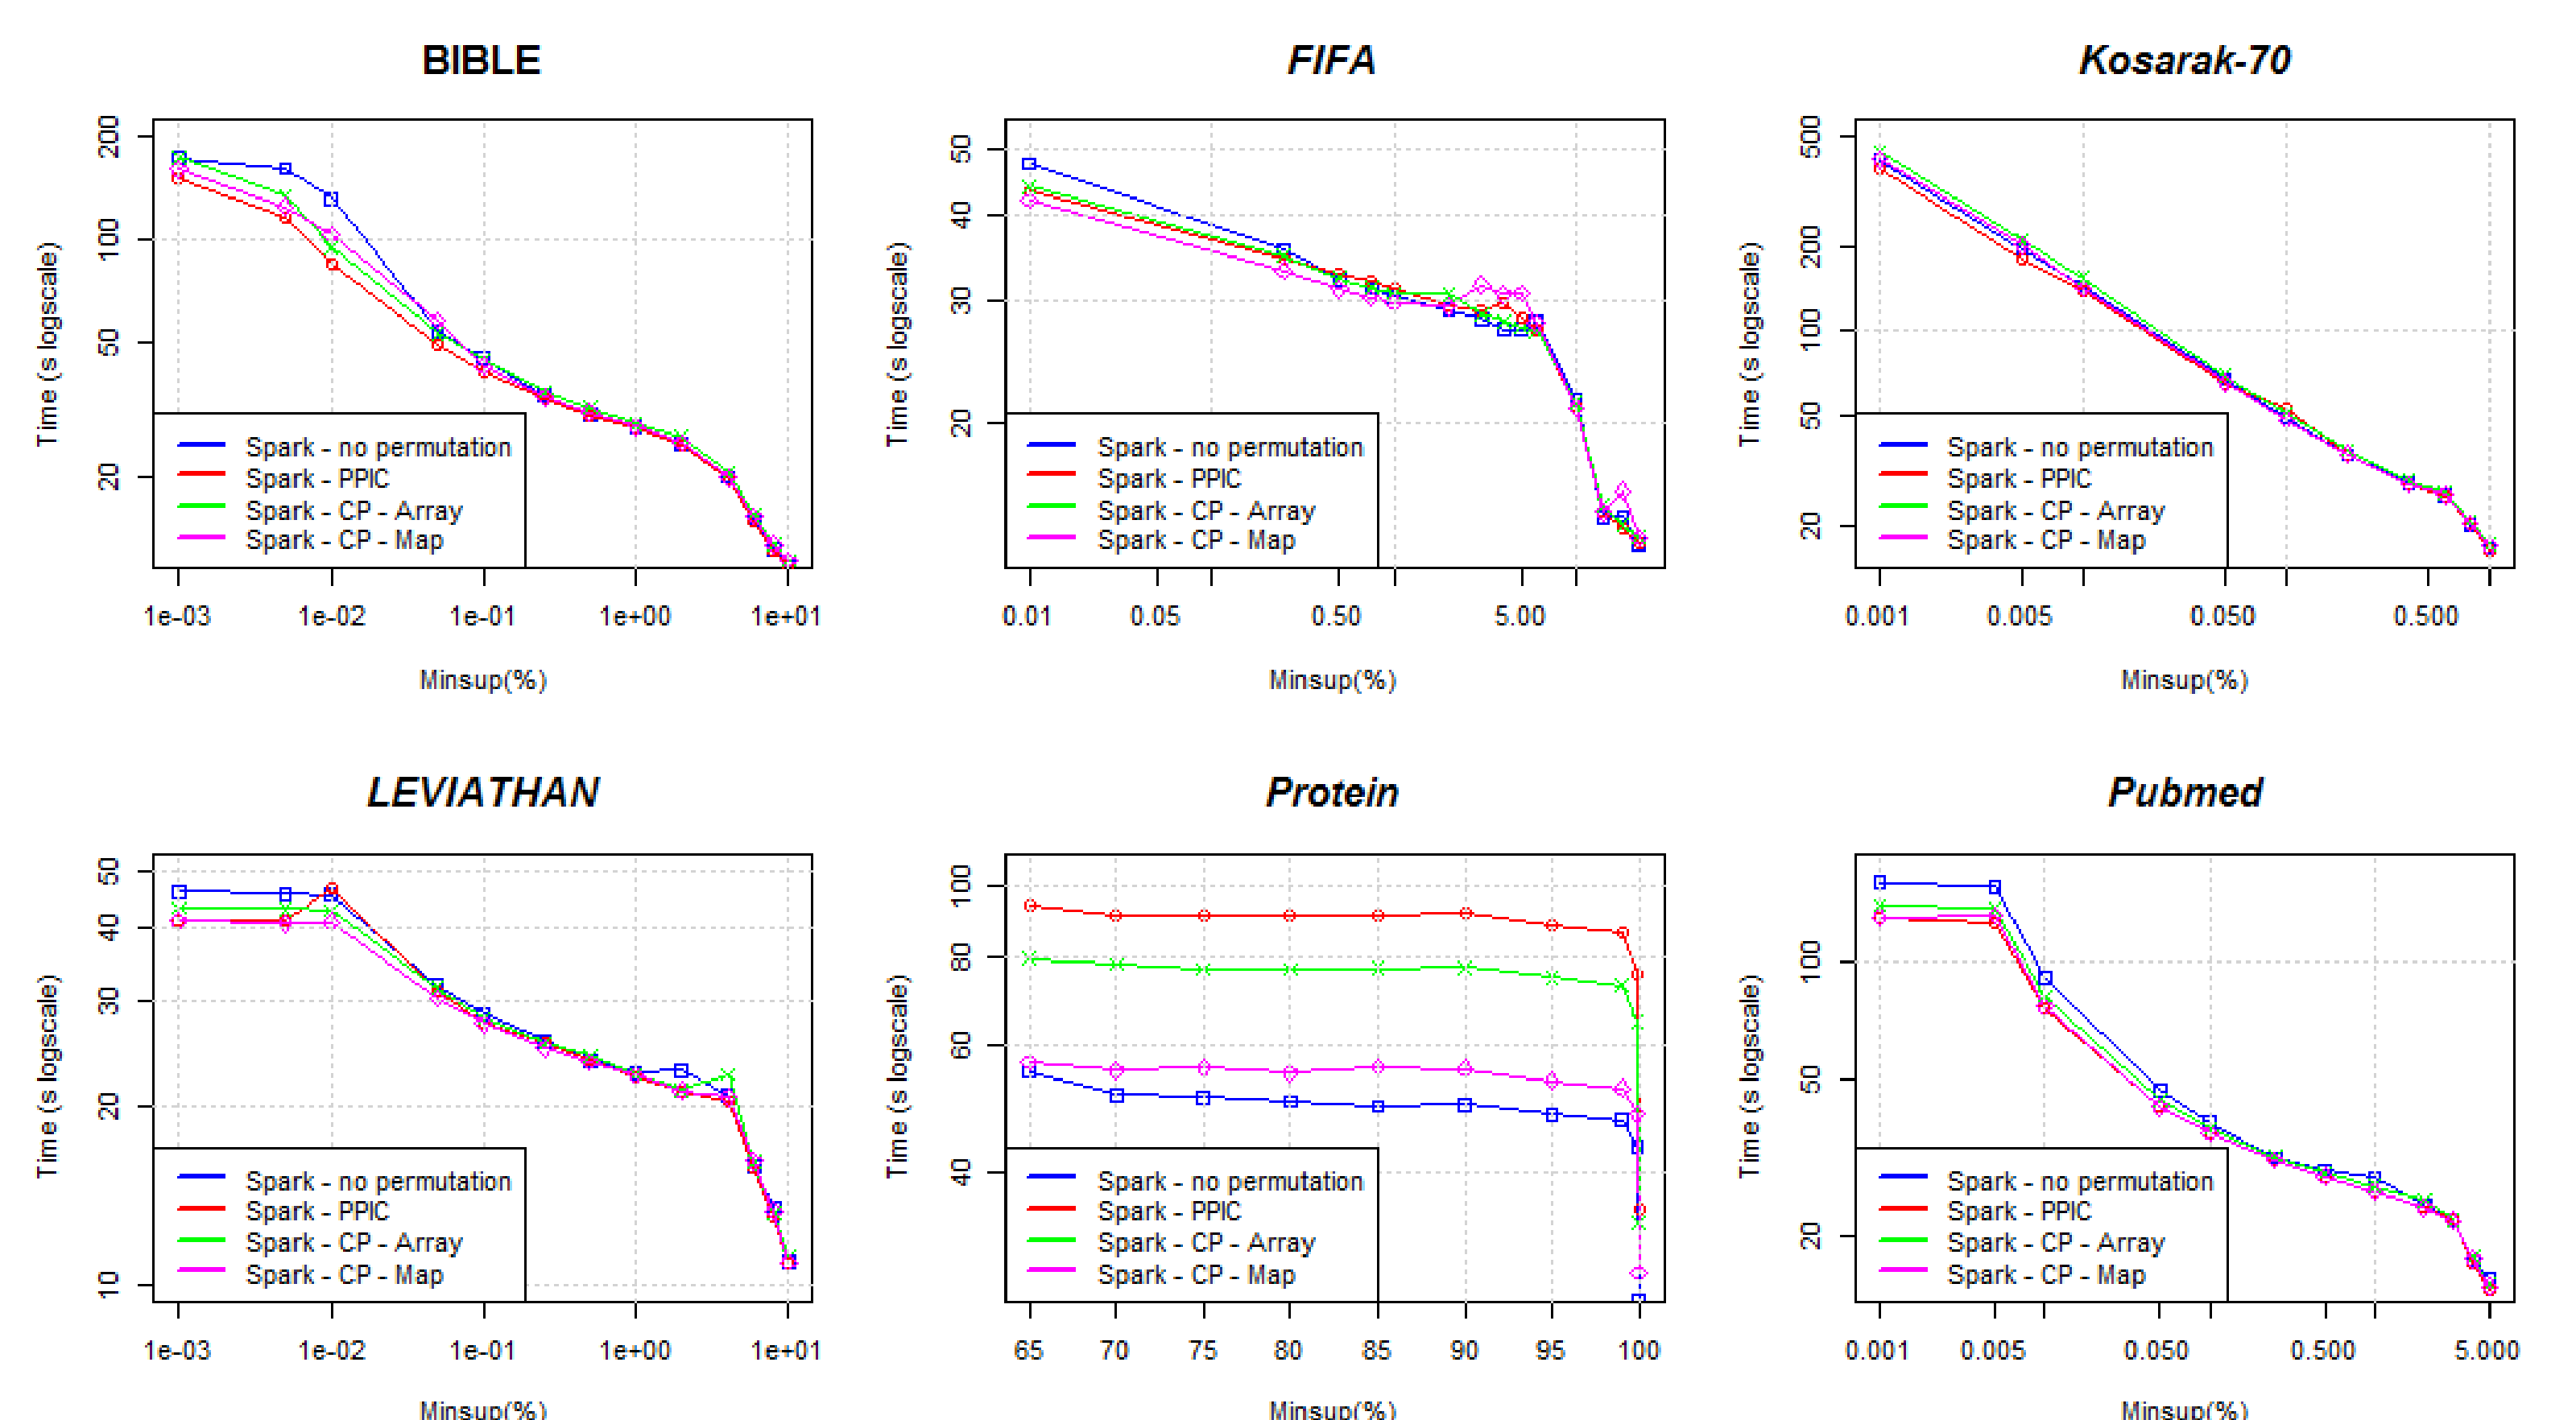 BIBLE
Time (s logscale)
200
100
50
20
Spark - no permutation
Spark - PPIC
Spark - CP - Array
Spark - CP - Map
1e-03 1e-02 1e-01 1e+00 1e+01
Minsup(%)
FIFA
Time (s logscale)
50
40
30
20
Spark - no permutation
Spark - PPIC
Spark - CP - Array
Spark - CP - Map
0.01 0.05 0.50 5.00
Minsup(%)
Kosarak-70
Time (s logscale)
500
200
100
50
20
Spark - no permutation
Spark - PPIC
Spark - CP - Array
Spark - CP - Map
0.001 0.005 0.050 0.500
Minsup(%)
LEVIATHAN
Time (s logscale)
50
40
30
20
10
Spark - no permutation
Spark - PPIC
Spark - CP - Array
Spark - CP - Map
1e-03 1e-02 1e-01 1e+00 1e+01
Minsup(%)
Protein
Time (s logscale)
100
80
60
40
Spark - no permutation
Spark - PPIC
Spark - CP - Array
Spark - CP - Map
65 70 75 80 85 90 95 100
Minsup(%)
Pubmed
Time (s logscale)
100
50
20
Spark - no permutation
Spark - PPIC
Spark - CP - Array
Spark - CP - Map
0.001 0.005 0.050 0.500 5.000
Minsup(%)